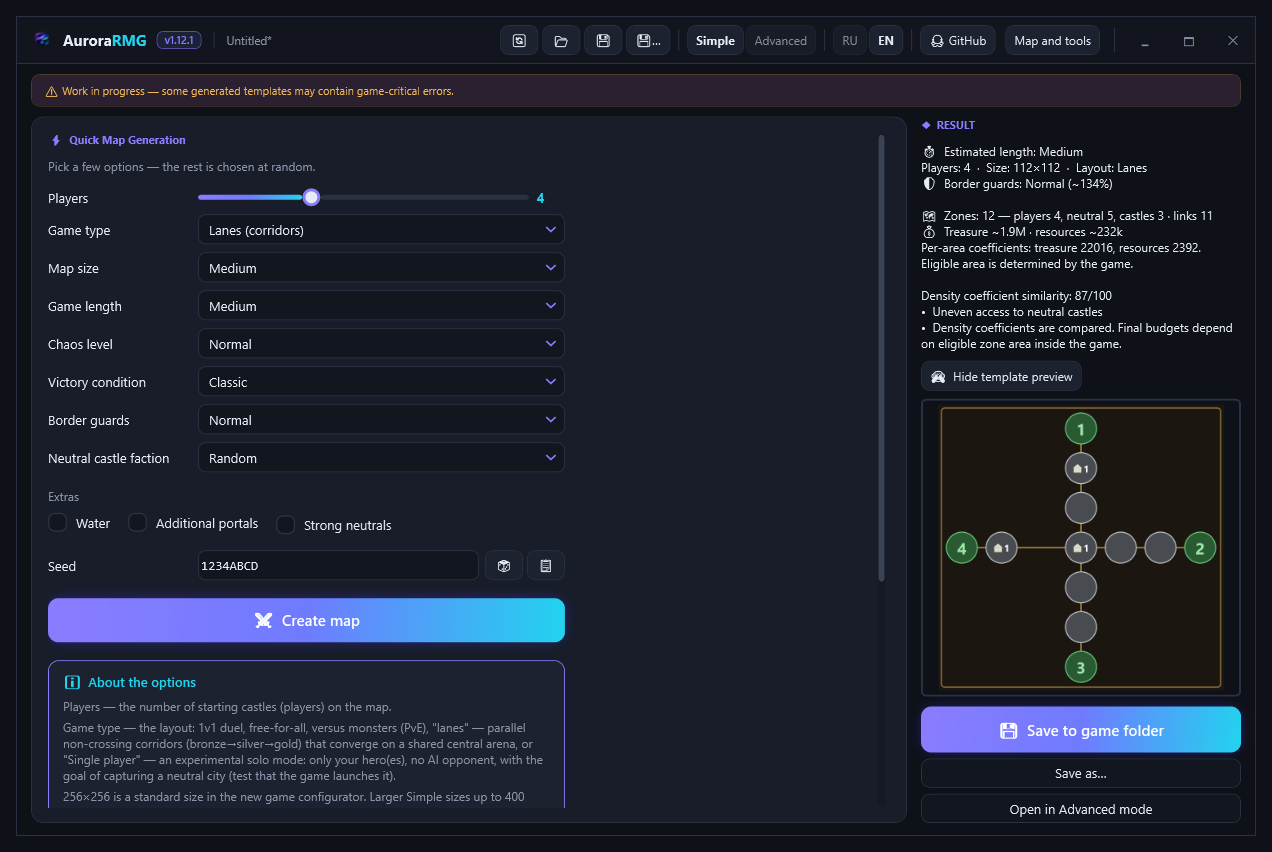 AuroraRMG v1.12.1 Untitled* ... Simple Advanced RU EN GitHub Map and tools
Work in progress — some generated templates may contain game-critical errors.
Quick Map Generation
Pick a few options — the rest is chosen at random.
Players 4
Game type Lanes (corridors)
Map size Medium
Game length Medium
Chaos level Normal
Victory condition Classic
Border guards Normal
Neutral castle faction Random
Extras
Water Additional portals Strong neutrals
Seed 1234ABCD
Create map
About the options
Players — the number of starting castles (players) on the map.
Game type — the layout: 1v1 duel, free-for-all, versus monsters (PvE), "lanes" — parallel
non-crossing corridors (bronze→silver→gold) that converge on a shared central arena, or
"Single player" — an experimental solo mode: only your hero(es), no AI opponent, with the
goal of capturing a neutral city (test that the game launches it).
256×256 is a standard size in the new game configurator. Larger Simple sizes up to 400
RESULT
Estimated length: Medium
Players: 4 · Size: 112×112 · Layout: Lanes
Border guards: Normal (~134%)
Zones: 12 — players 4, neutral 5, castles 3 · links 11
Treasure ~1.9M · resources ~232k
Per-area coefficients: treasure 22016, resources 2392.
Eligible area is determined by the game.
Density coefficient similarity: 87/100
• Uneven access to neutral castles
• Density coefficients are compared. Final budgets depend
on eligible zone area inside the game.
Hide template preview
1
1
4 1 1 2
3
Save to game folder
Save as...
Open in Advanced mode